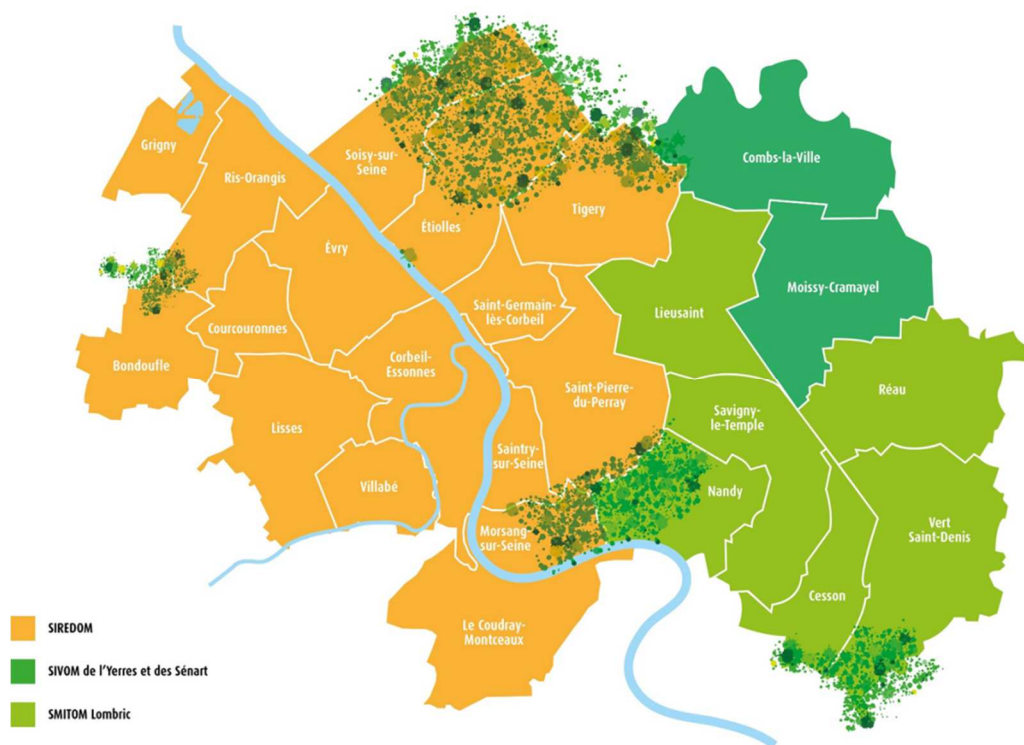 Grigny
Ris-Orangis
Soisy-sur-
Seine
Combs-la-Ville
Tigery
Étiolles
Évry
Moissy-Cramayel
Saint-Germain-
lès-Corbeil
Lieusaint
Courcouronnes
Corbeil-
Essonnes
Bondoufle
Saint-Pierre-
du-Perray
Réau
Savigny-
le-Temple
Lisses
Saintry-
sur-Seine
Villabé
Nandy
Morsang-
sur-Seine
Vert
Saint-Denis
Cesson
Le Coudray-
Montceaux
SIREDOM
SIVOM de l'Yerres et des Sénart
SMITOM Lombric